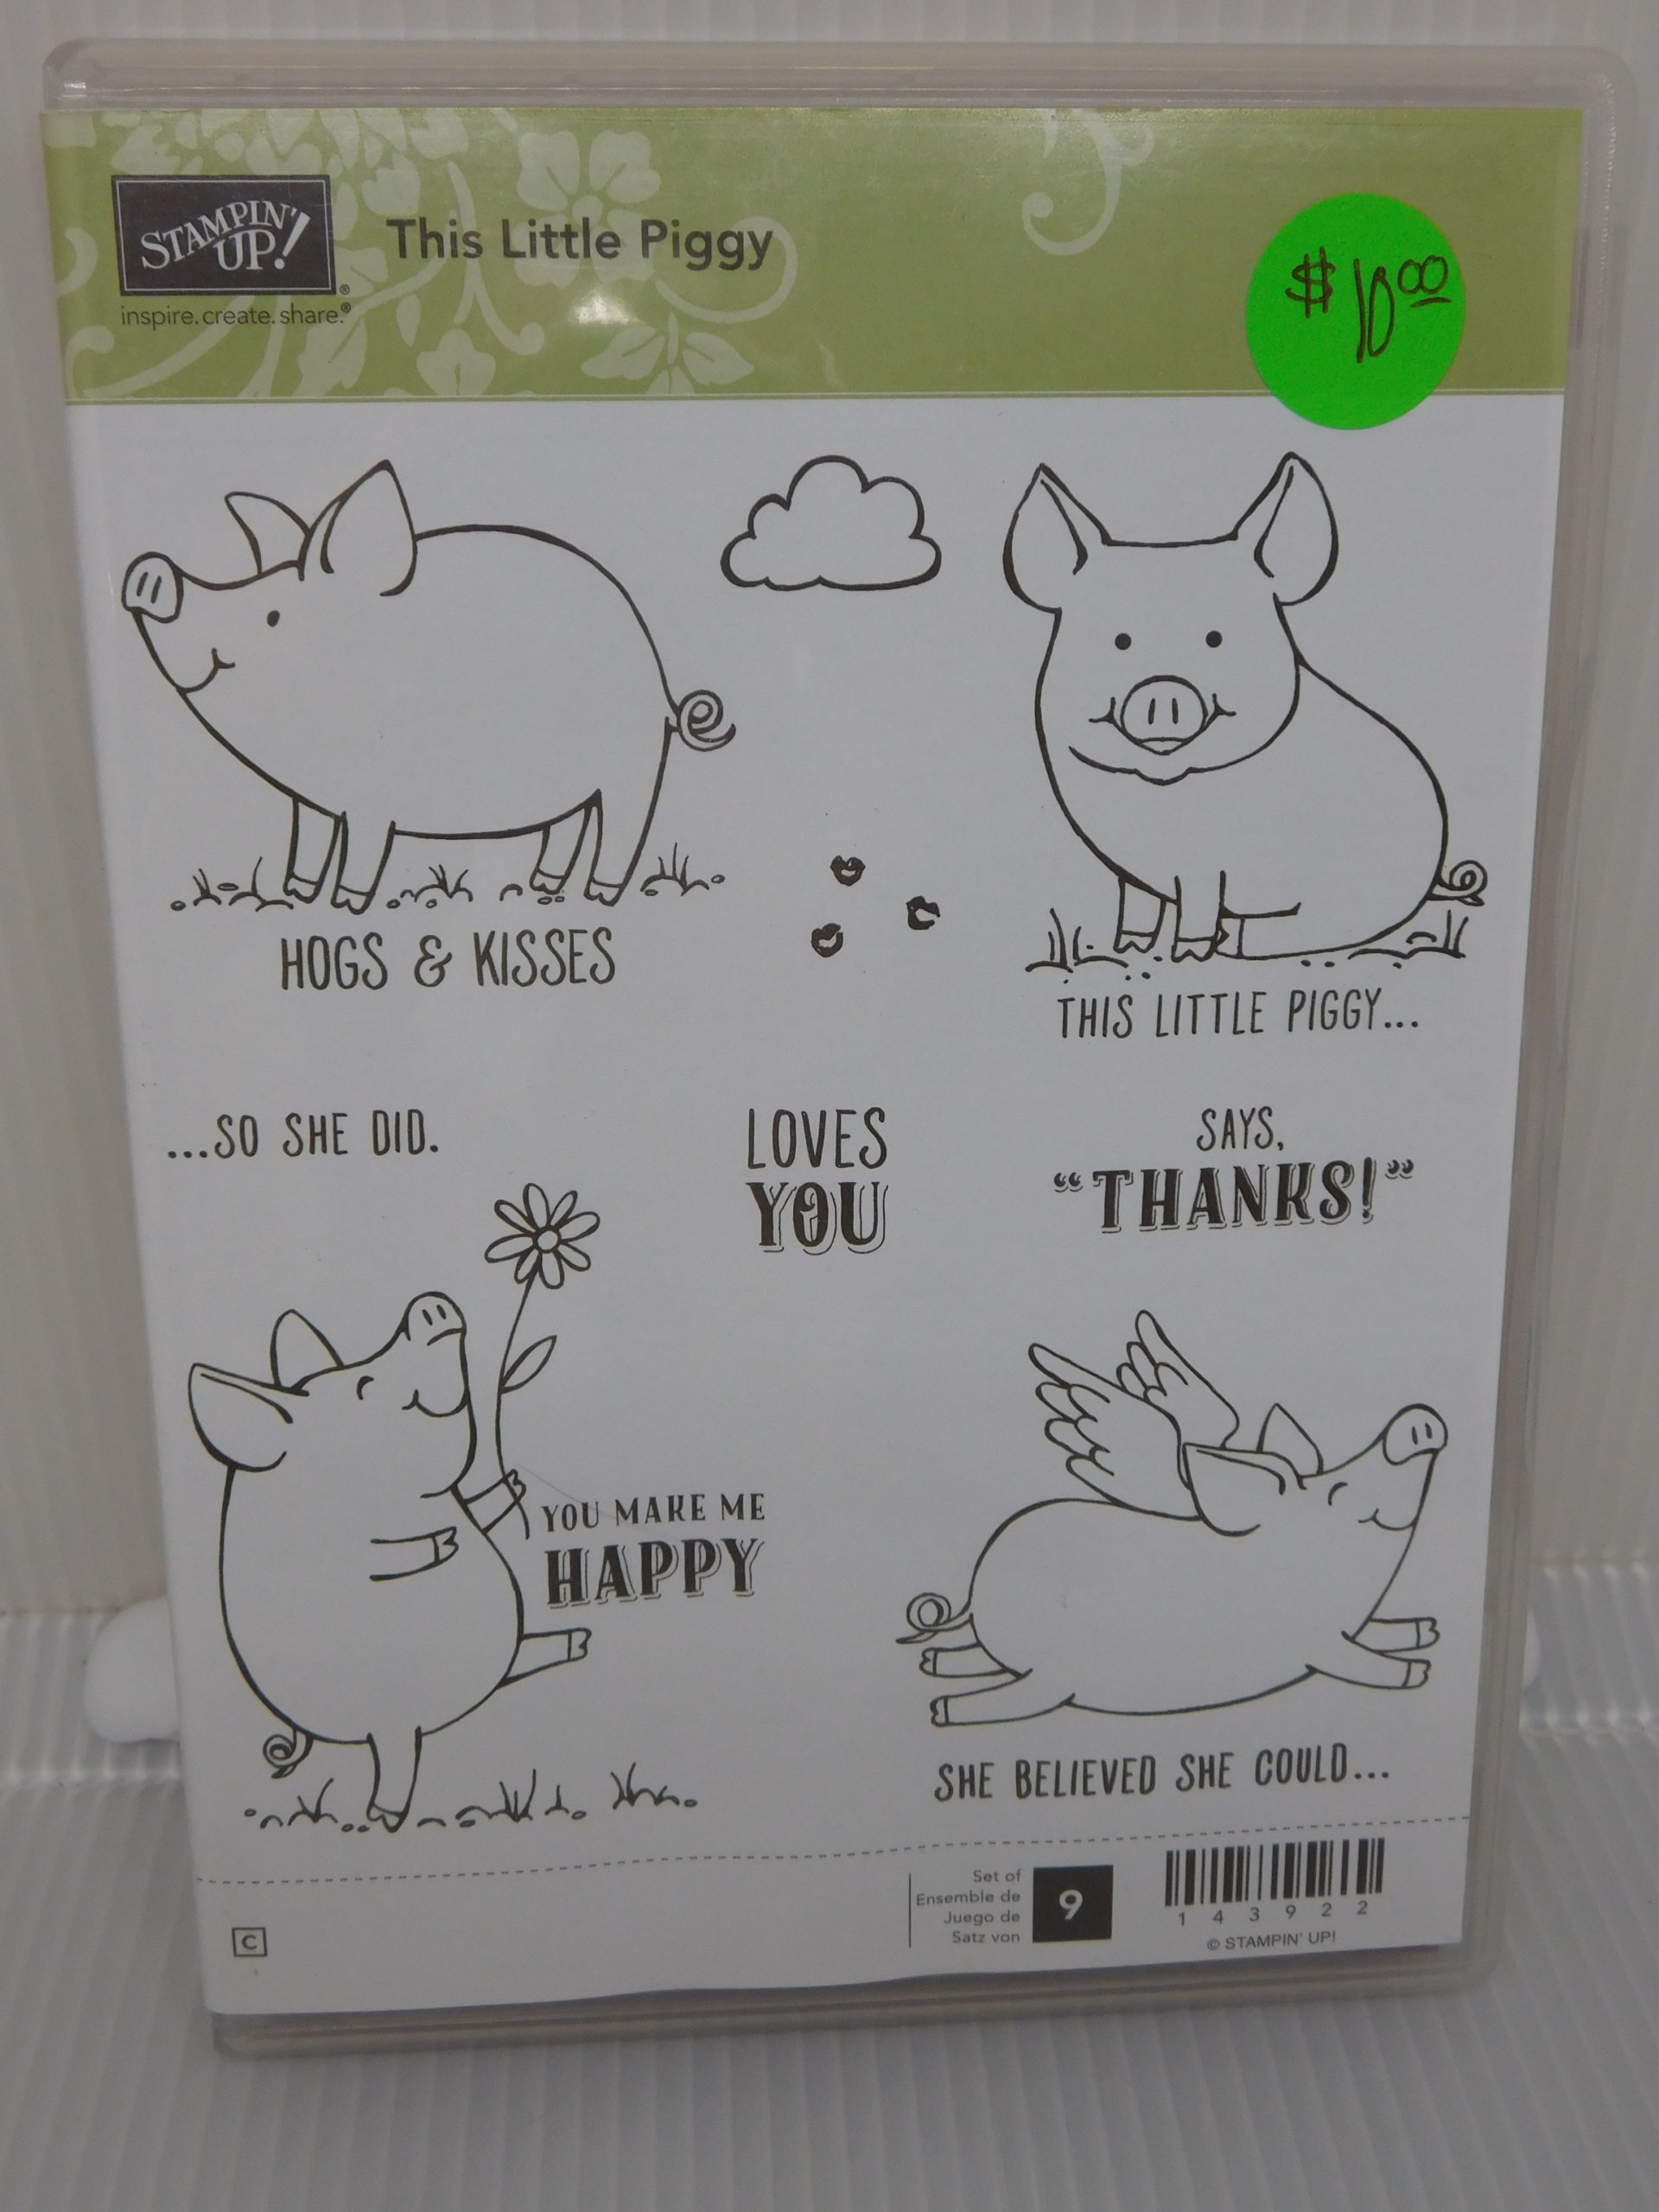 STAMPIN' UP!®
inspire. create. share.®
This Little Piggy
$10 00
HOGS & KISSES
THIS LITTLE PIGGY...
...SO SHE DID.
LOVES
YOU
SAYS,
“THANKS!”
YOU MAKE ME
HAPPY
SHE BELIEVED SHE COULD...
C
Set of
Ensemble de
Juego de
Satz von
9
1 4 3 9 2 2
© STAMPIN' UP!